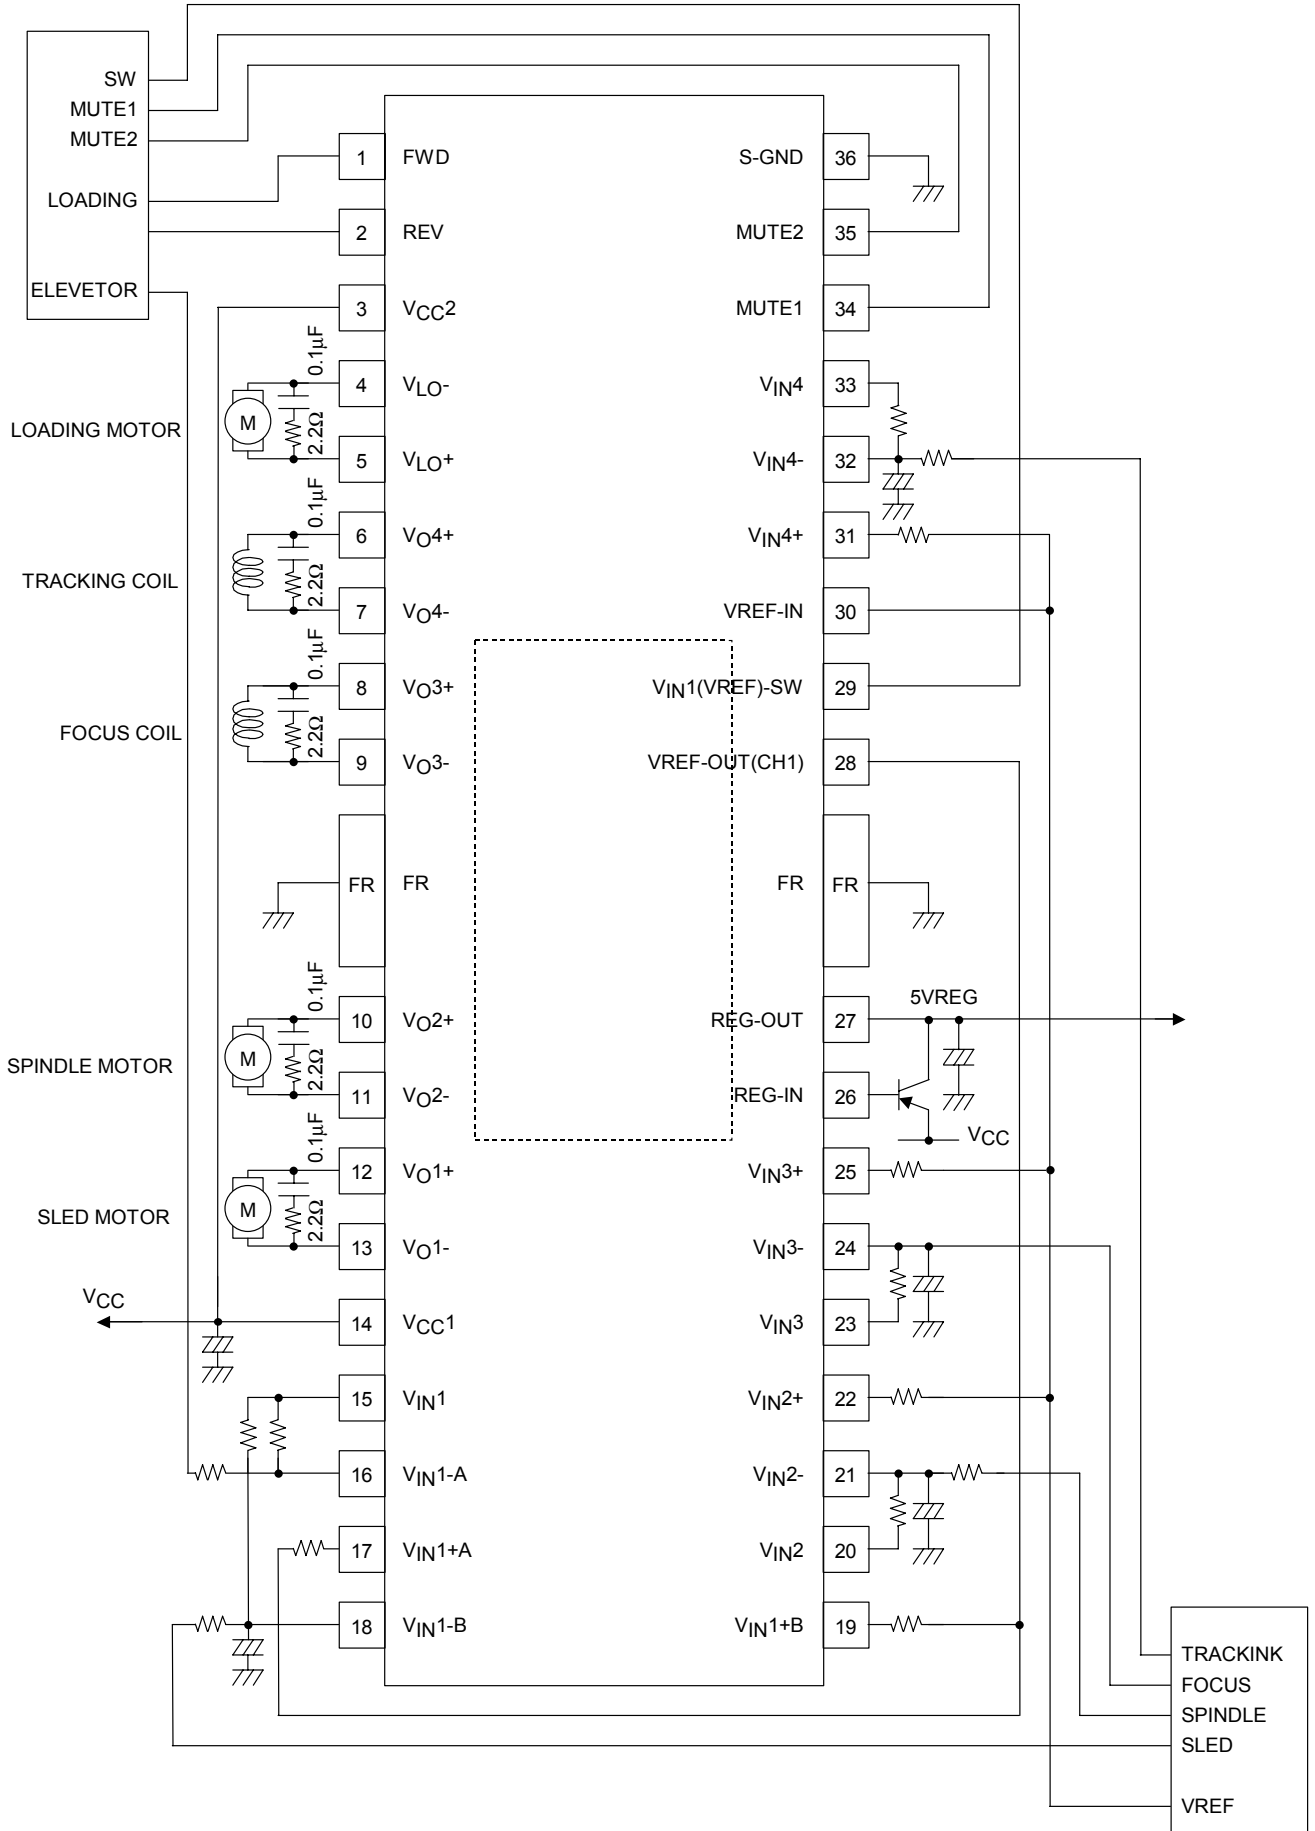 SW
MUTE1
MUTE2
LOADING
ELEVETOR
1 FWD
2 REV
3 VCC2
0.1μF
4 VLO-
LOADING MOTOR
M
2.2Ω
5 VLO+
0.1μF
6 VO4+
TRACKING COIL
2.2Ω
7 VO4-
0.1μF
8 VO3+
FOCUS COIL
2.2Ω
9 VO3-
FR FR
0.1μF
10 VO2+
SPINDLE MOTOR
M
2.2Ω
11 VO2-
0.1μF
12 VO1+
SLED MOTOR
M
2.2Ω
13 VO1-
VCC
14 VCC1
15 VIN1
16 VIN1-A
17 VIN1+A
18 VIN1-B
S-GND 36
MUTE2 35
MUTE1 34
VIN4 33
VIN4- 32
VIN4+ 31
VREF-IN 30
VIN1(VREF)-SW 29
VREF-OUT(CH1) 28
FR FR
5VREG
REG-OUT 27
REG-IN 26
VCC
VIN3+ 25
VIN3- 24
VIN3 23
VIN2+ 22
VIN2- 21
VIN2 20
VIN1+B 19
TRACKINK
FOCUS
SPINDLE
SLED
VREF